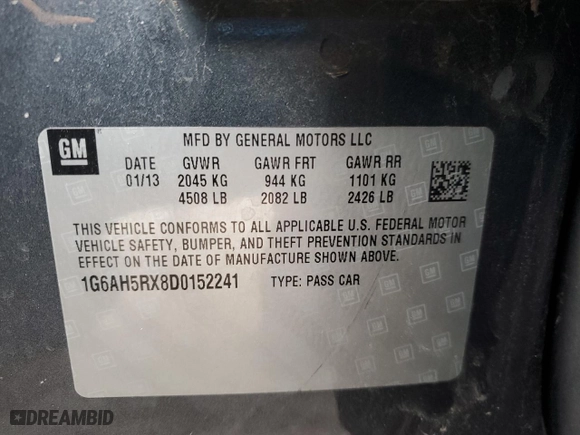 GM
MFD BY GENERAL MOTORS LLC
DATE GVWR GAWR FRT GAWR RR
01/13 2045 KG 944 KG 1101 KG
4508 LB 2082 LB 2426 LB
THIS VEHICLE CONFORMS TO ALL APPLICABLE U.S. FEDERAL MOTOR
VEHICLE SAFETY, BUMPER, AND THEFT PREVENTION STANDARDS IN
EFFECT ON THE DATE OF MANUFACTURE SHOWN ABOVE.
1G6AH5RX8D0152241 TYPE: PASS CAR
DREAMBID